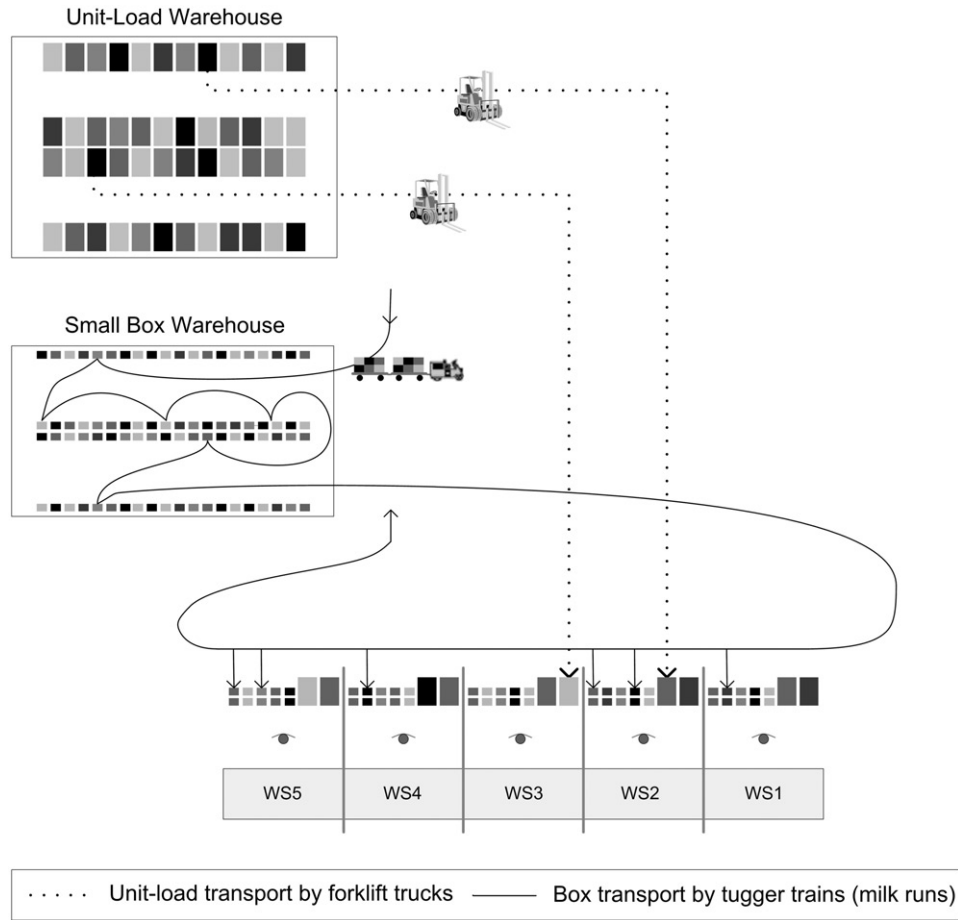 Unit-Load Warehouse
Small Box Warehouse
WS5 WS4 WS3 WS2 WS1
Unit-load transport by forklift trucks Box transport by tugger trains (milk runs)